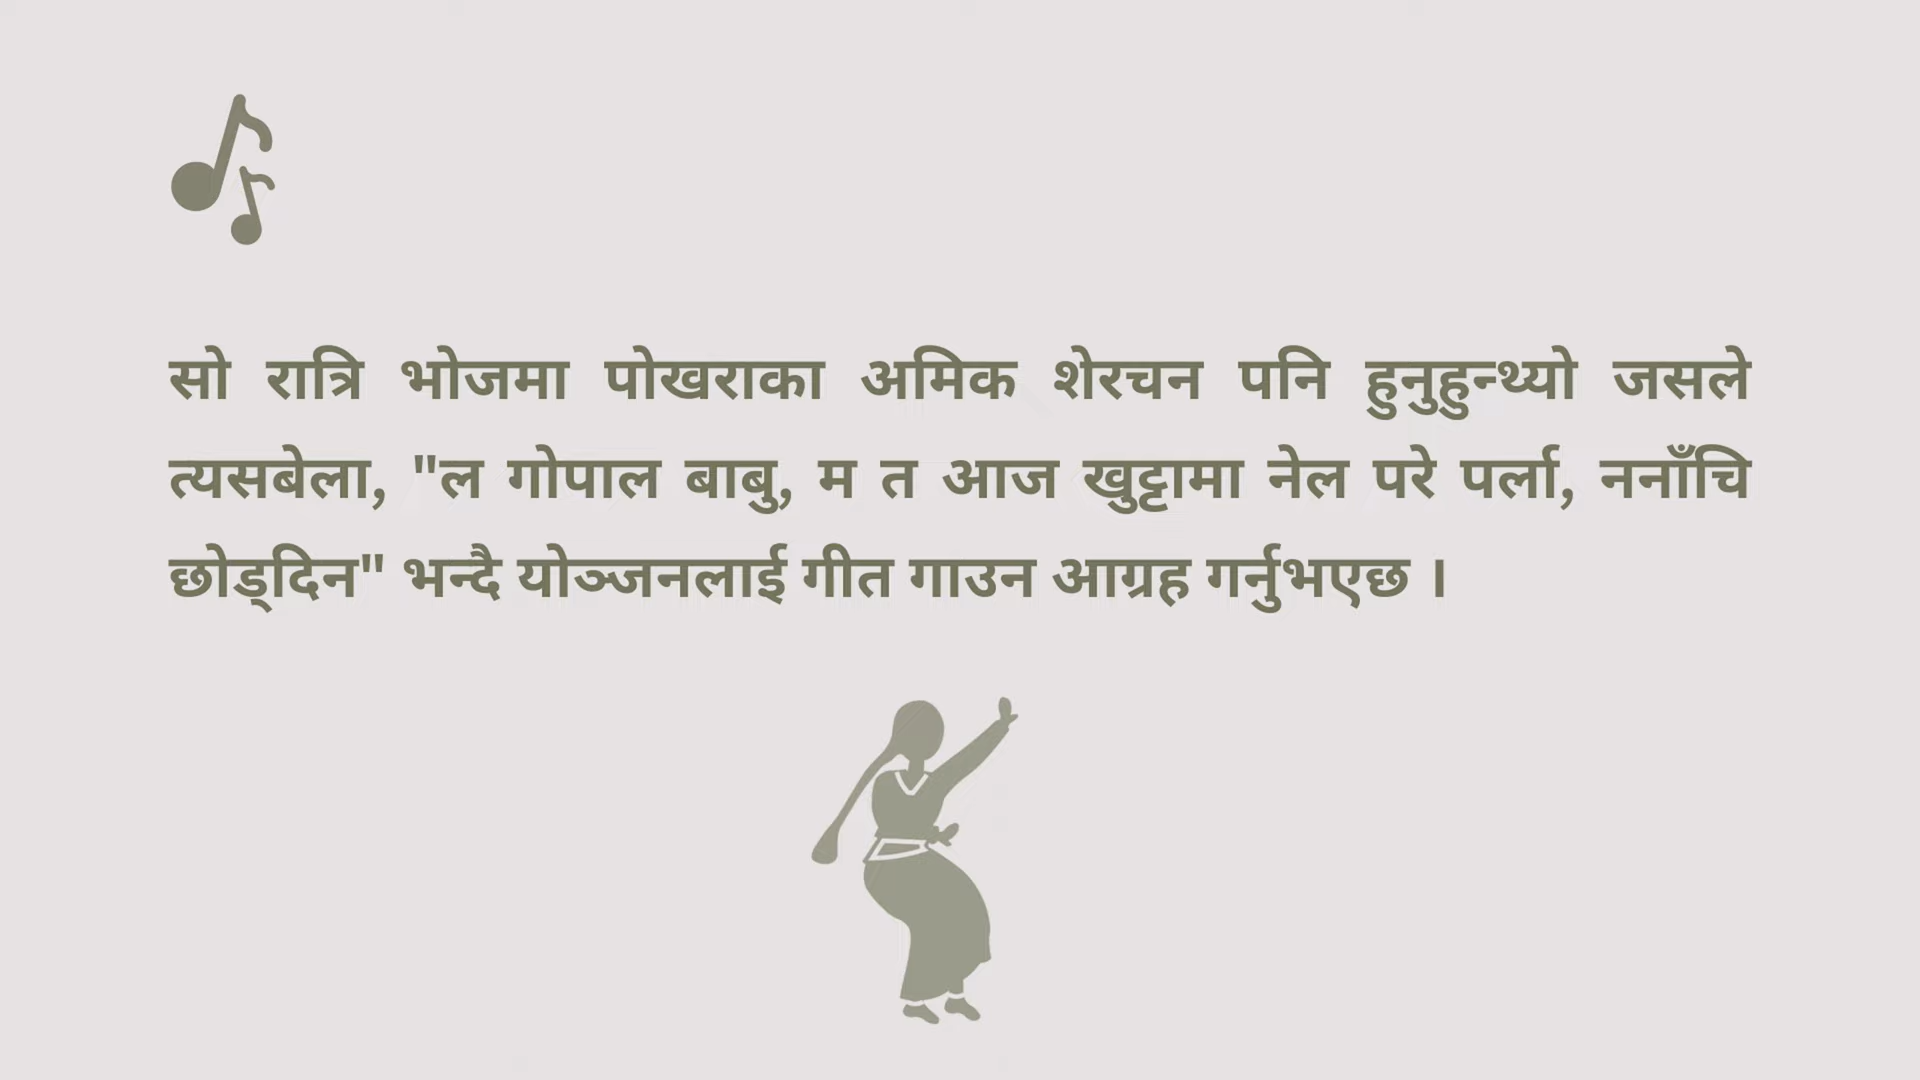 सो रात्रि भोजमा पोखराका अमिक शेरचन पनि हुनुहुन्थ्यो जसले
त्यसबेला, "ल गोपाल बाबु, म त आज खुट्टामा नेल परे पर्ला, ननाँचि
छोड्दिन" भन्दै योञ्जनलाई गीत गाउन आग्रह गर्नुभएछ ।